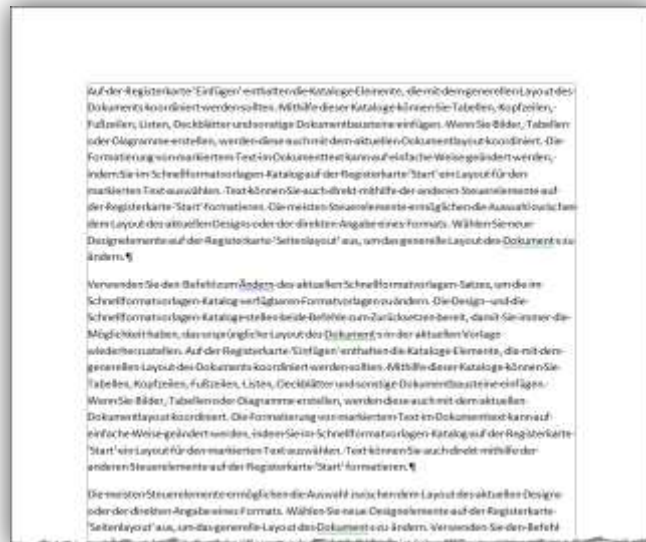 Auf der Registerkarte 'Einfügen' enthalten die Kataloge Elemente, die mit dem generellen Layout des
Dokuments koordiniert werden sollten. Mithilfe dieser Kataloge können Sie Tabellen, Kopfzeilen,
Fußzeilen, Listen, Deckblätter und sonstige Dokumentbausteine einfügen. Wenn Sie Bilder, Tabellen
oder Diagramme erstellen, werden diese auch mit dem aktuellen Dokumentlayout koordiniert. Die
Formatierung von markiertem Text im Dokumenttext kann auf einfache Weise geändert werden,
indem Sie im Schnellformatvorlagen-Katalog auf der Registerkarte 'Start' ein Layout für den
markierten Text auswählen. Text können Sie auch direkt mithilfe der anderen Steuerelemente auf
der Registerkarte 'Start' formatieren. Die meisten Steuerelemente ermöglichen die Auswahl zwischen
dem Layout des aktuellen Designs oder der direkten Angabe eines Formats. Wählen Sie neue
Designelemente auf der Registerkarte 'Seitenlayout' aus, um das generelle Layout des Dokuments zu
ändern.¶
Verwenden Sie den Befehl zum Ändern des aktuellen Schnellformatvorlagen-Satzes, um die im
Schnellformatvorlagen-Katalog verfügbaren Formatvorlagen zu ändern. Die Design- und die
Schnellformatvorlagen-Kataloge stellen beide Befehle zum Zurücksetzen bereit, damit Sie immer die
Möglichkeit haben, das ursprüngliche Layout des Dokuments in der aktuellen Vorlage
wiederherzustellen. Auf der Registerkarte 'Einfügen' enthalten die Kataloge Elemente, die mit dem
generellen Layout des Dokuments koordiniert werden sollten. Mithilfe dieser Kataloge können Sie
Tabellen, Kopfzeilen, Fußzeilen, Listen, Deckblätter und sonstige Dokumentbausteine einfügen.
Wenn Sie Bilder, Tabellen oder Diagramme erstellen, werden diese auch mit dem aktuellen
Dokumentlayout koordiniert. Die Formatierung von markiertem Text im Dokumenttext kann auf
einfache Weise geändert werden, indem Sie im Schnellformatvorlagen-Katalog auf der Registerkarte
'Start' ein Layout für den markierten Text auswählen. Text können Sie auch direkt mithilfe der
anderen Steuerelemente auf der Registerkarte 'Start' formatieren.¶
Die meisten Steuerelemente ermöglichen die Auswahl zwischen dem Layout des aktuellen Designs
oder der direkten Angabe eines Formats. Wählen Sie neue Designelemente auf der Registerkarte
'Seitenlayout' aus, um das generelle Layout des Dokuments zu ändern. Verwenden Sie den Befehl